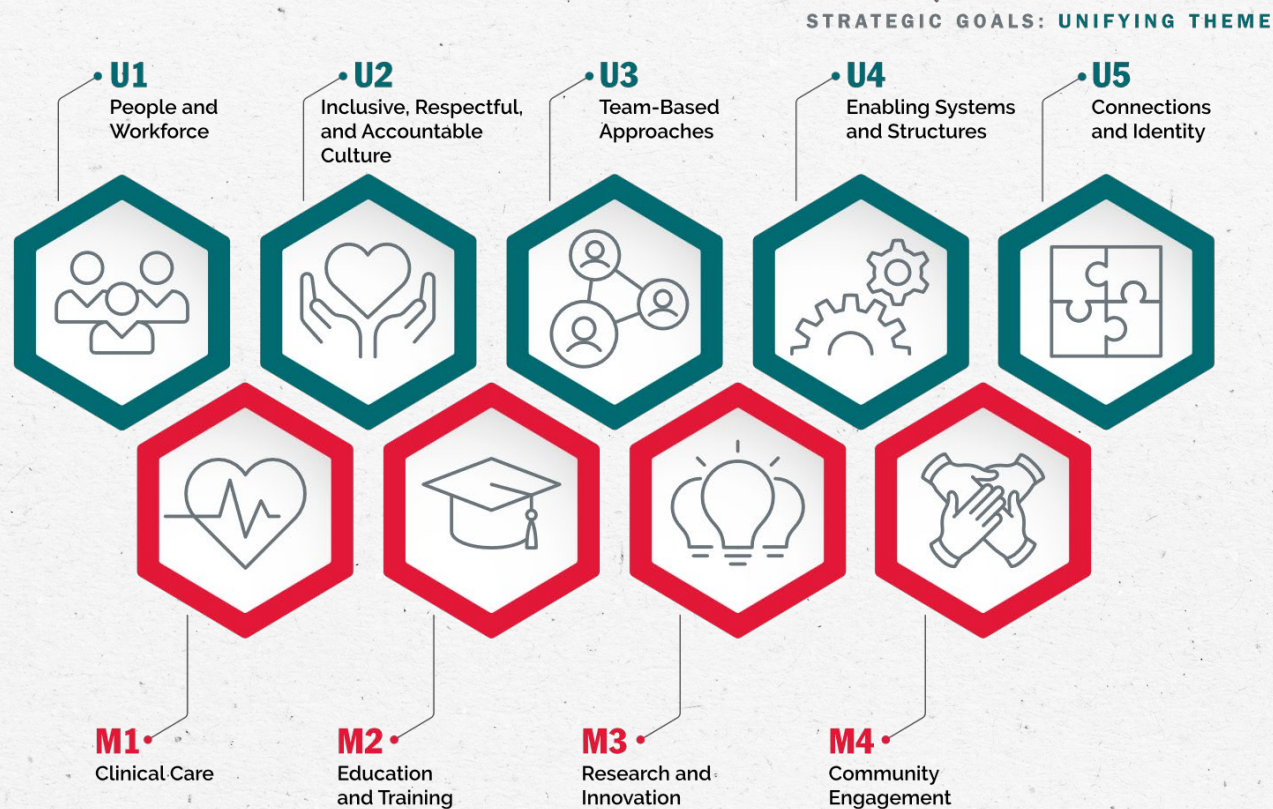 STRATEGIC GOALS: UNIFYING THEME
U1
People and
Workforce
U2
Inclusive, Respectful,
and Accountable
Culture
U3
Team-Based
Approaches
U4
Enabling Systems
and Structures
U5
Connections
and Identity
M1
Clinical Care
M2
Education
and Training
M3
Research and
Innovation
M4
Community
Engagement